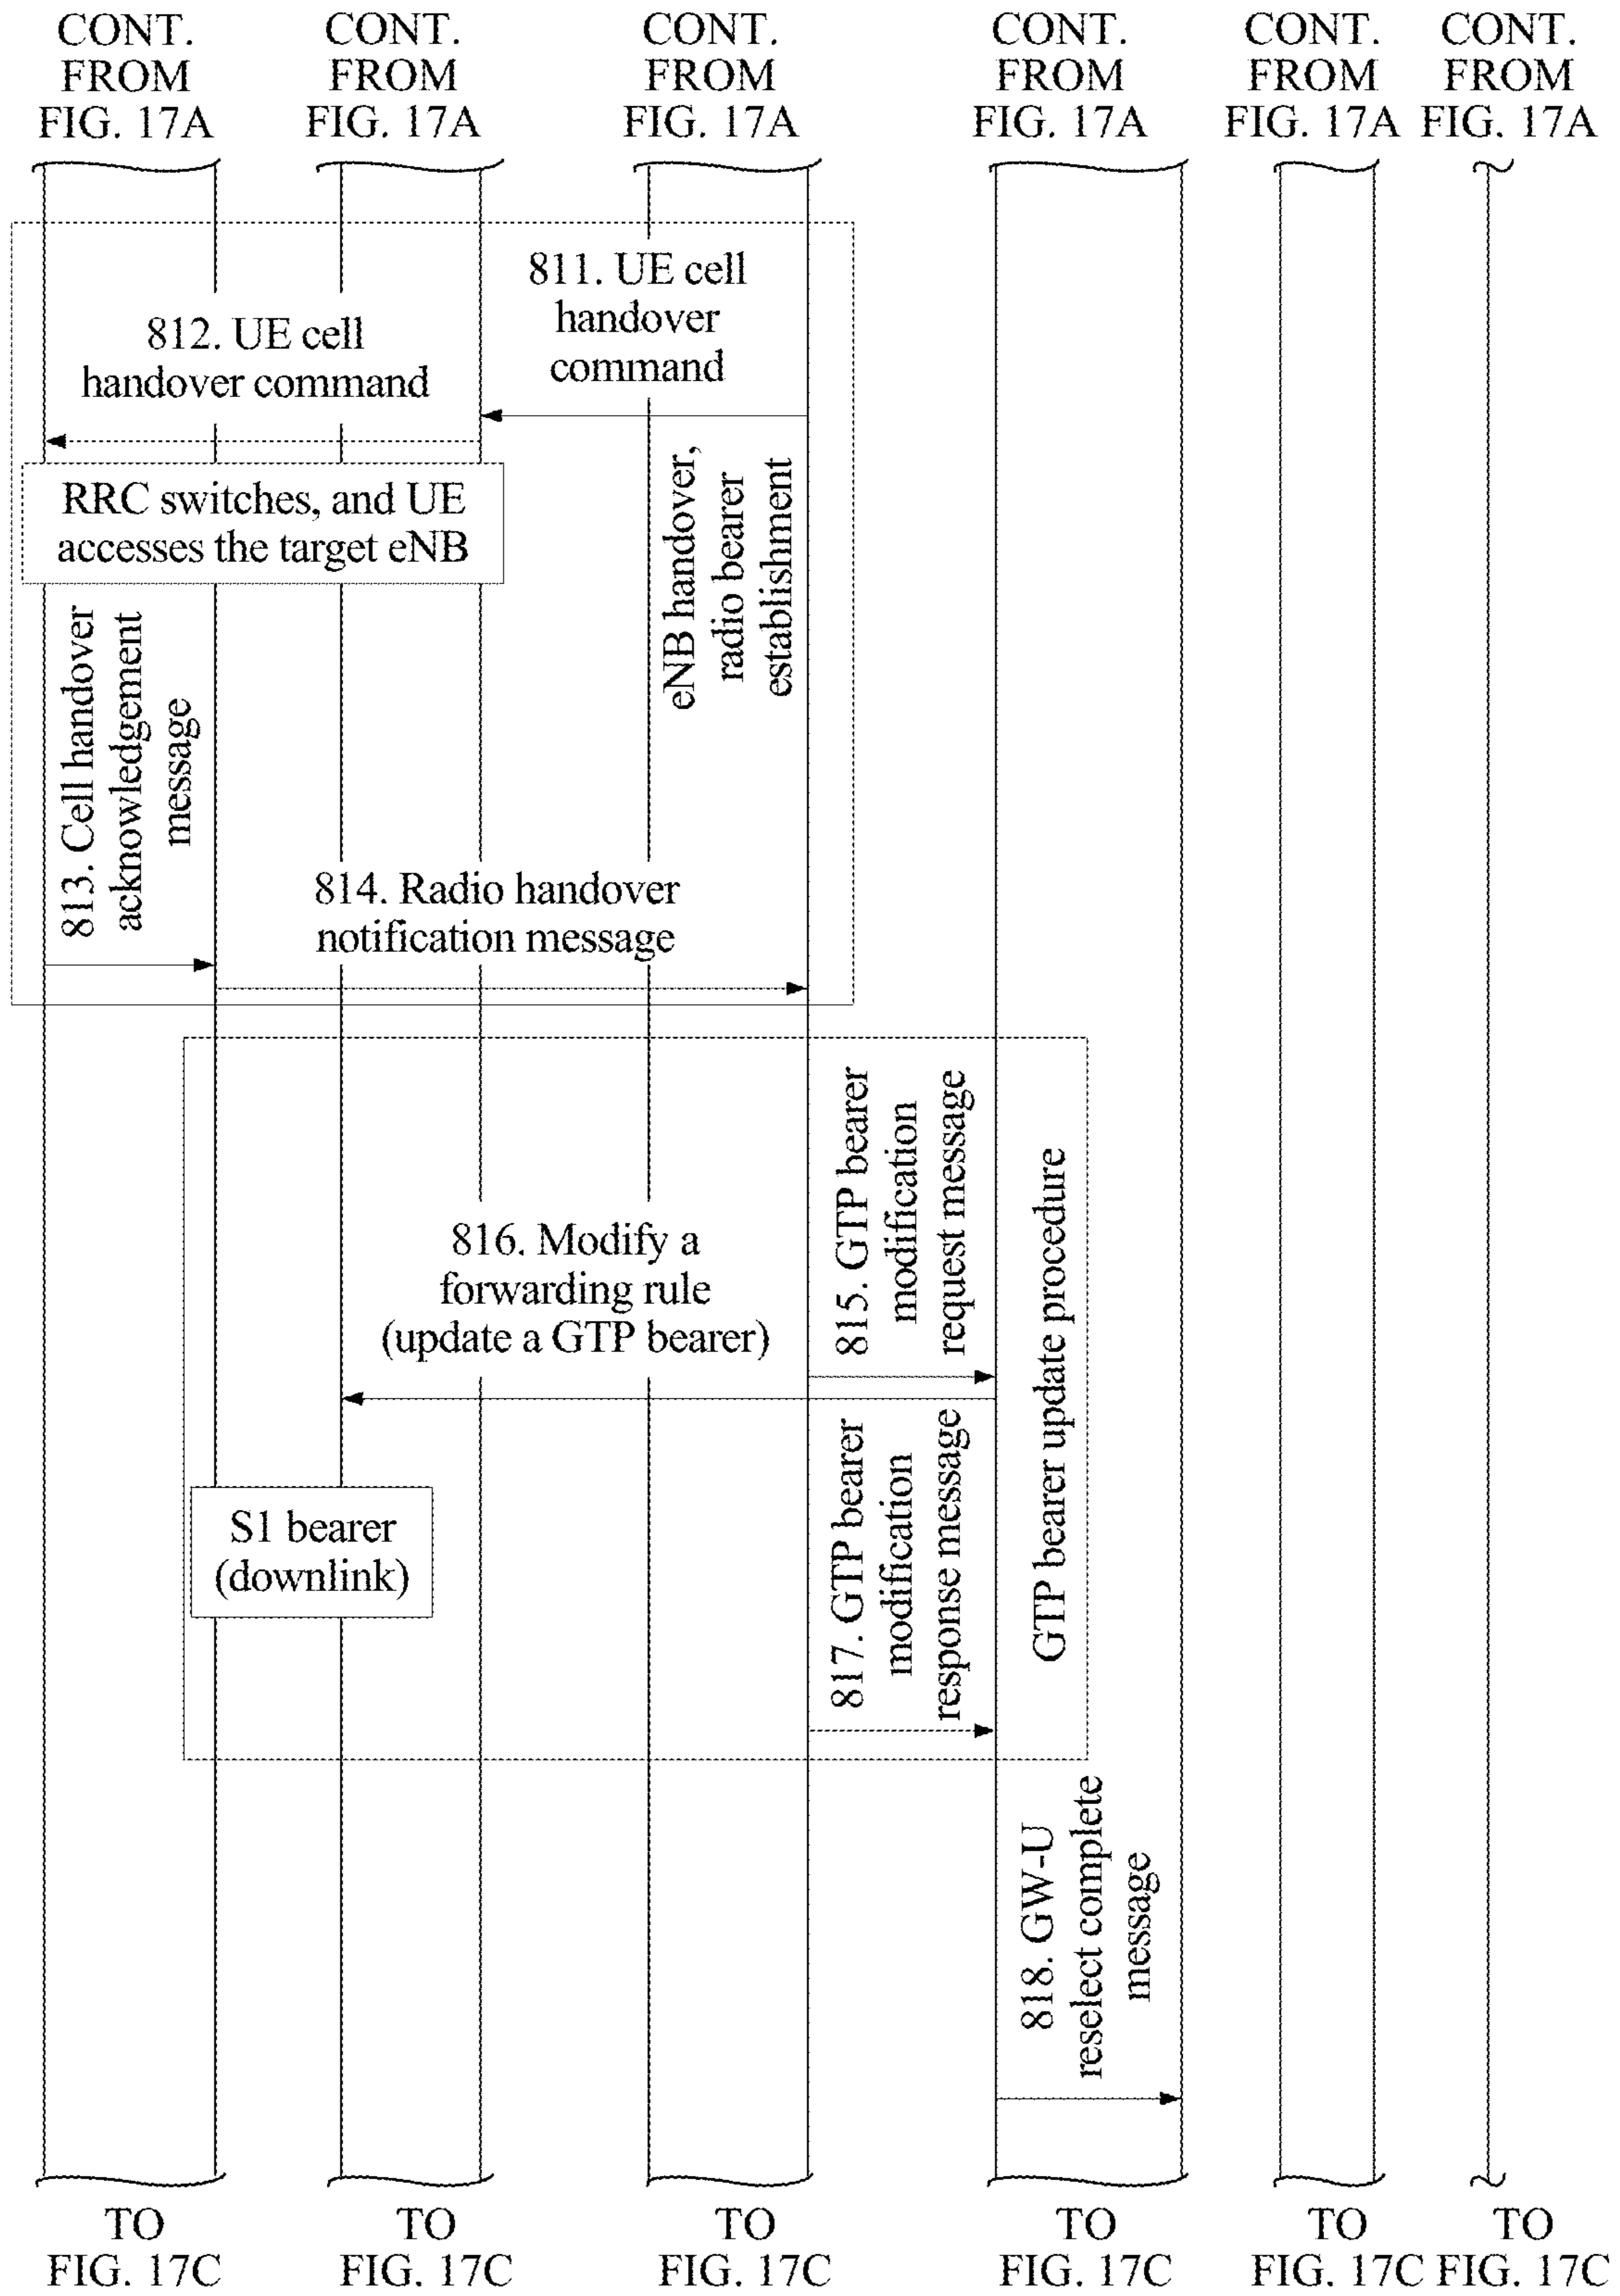 CONT.
FROM
FIG. 17A
CONT.
FROM
FIG. 17A
CONT.
FROM
FIG. 17A
CONT.
FROM
FIG. 17A
CONT.
FROM
FIG. 17A
CONT.
FROM
FIG. 17A
811. UE cell
handover
command
812. UE cell
handover command
RRC switches, and UE
accesses the target eNB
eNB handover,
radio bearer
establishment
813. Cell handover
acknowledgement
message
814. Radio handover
notification message
815. GTP bearer
modification
request message
816. Modify a
forwarding rule
(update a GTP bearer)
GTP bearer update procedure
S1 bearer
(downlink)
817. GTP bearer
modification
response message
818. GW-U
reselect complete
message
TO
FIG. 17C
TO
FIG. 17C
TO
FIG. 17C
TO
FIG. 17C
TO
FIG. 17C
TO
FIG. 17C